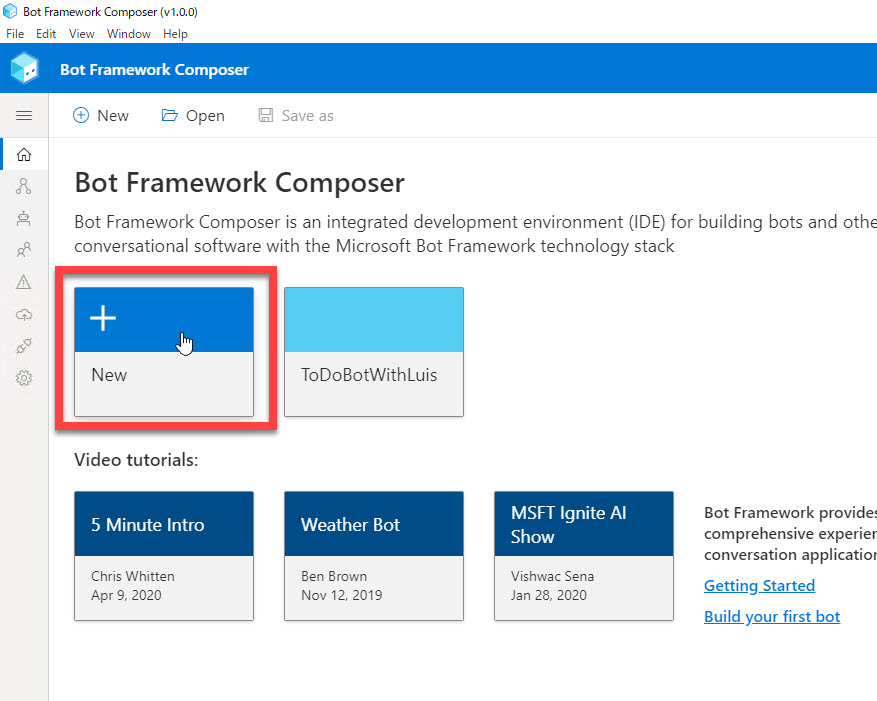 Bot Framework Composer (v1.0.0)
File Edit View Window Help
Bot Framework Composer
New Open Save as
Bot Framework Composer
Bot Framework Composer is an integrated development environment (IDE) for building bots and othe
conversational software with the Microsoft Bot Framework technology stack
New
ToDoBotWithLuis
Video tutorials:
5 Minute Intro
Chris Whitten
Apr 9, 2020
Weather Bot
Ben Brown
Nov 12, 2019
MSFT Ignite AI
Show
Vishwac Sena
Jan 28, 2020
Bot Framework provides
comprehensive experien
conversation application
Getting Started
Build your first bot